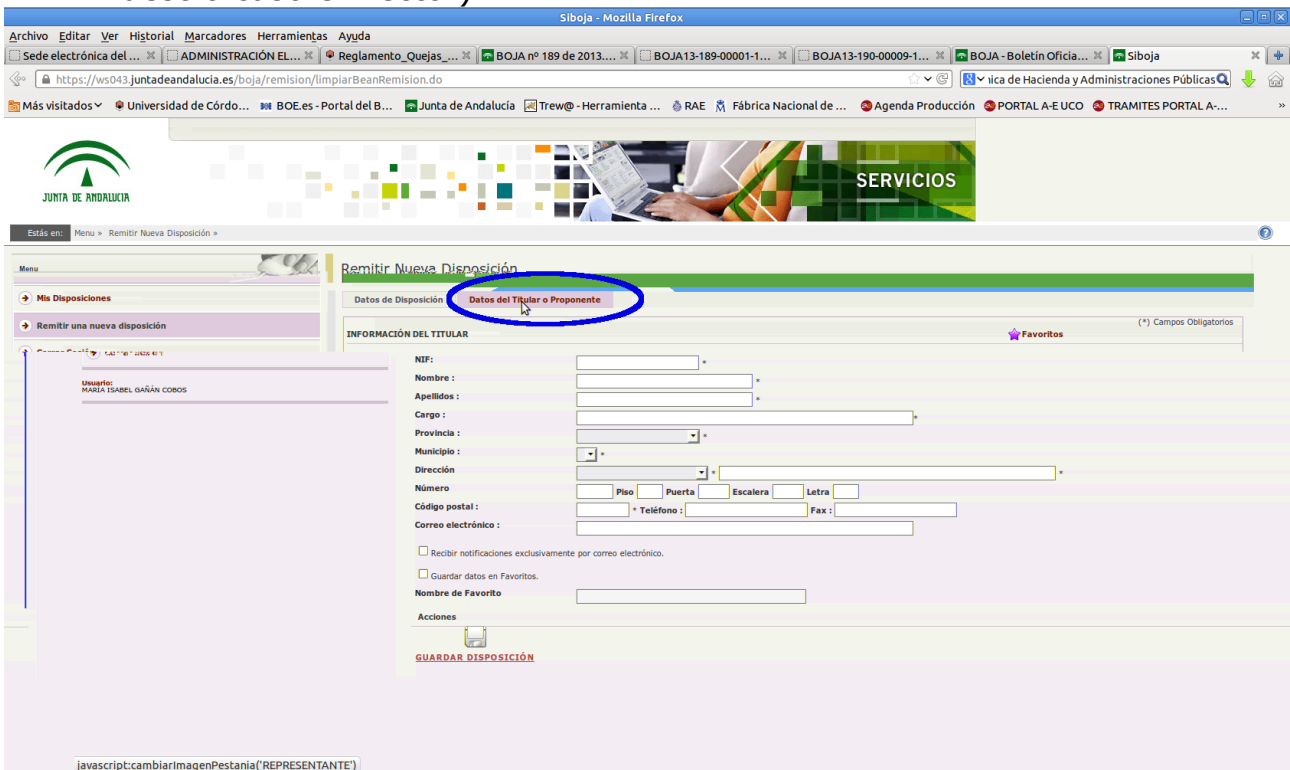 Siboja - Mozilla Firefox
Archivo Editar Ver Historial Marcadores Herramientas Ayuda
Sede electrónica del ... ADMINISTRACIÓN EL... Reglamento_Quejas_... BOJA nº 189 de 2013.... BOJA13-189-00001-1... BOJA13-190-00009-1... BOJA - Boletín Oficia... Siboja
https://ws043.juntadeandalucia.es/boja/remision/limpiarBeanRemision.do iica de Hacienda y Administraciones Públicas
Más visitados Universidad de Córdo... BOE.es - Portal del B... Junta de Andalucía Trew@ - Herramienta ... RAE Fábrica Nacional de ... Agenda Producción PORTAL A-E UCO TRAMITES PORTAL A-... »
JUNTA DE ANDALUCIA
SERVICIOS
Estás en: Menu » Remitir Nueva Disposición »
Menu
Remitir Nueva Disposición
Mis Disposiciones
Datos de Disposición Datos del Titular o Proponente
Remitir una nueva disposición
(*) Campos Obligatorios
INFORMACIÓN DEL TITULAR Favoritos
Usuario:
MARIA ISABEL GAÑÁN COBOS
NIF: *
Nombre : *
Apellidos : *
Cargo : *
Provincia : *
Municipio : *
Dirección * *
Número Piso Puerta Escalera Letra
Código postal : * Teléfono : Fax :
Correo electrónico :
Recibir notificaciones exclusivamente por correo electrónico.
Guardar datos en Favoritos.
Nombre de Favorito
Acciones
GUARDAR DISPOSICIÓN
javascript:cambiarImagenPestania('REPRESENTANTE')